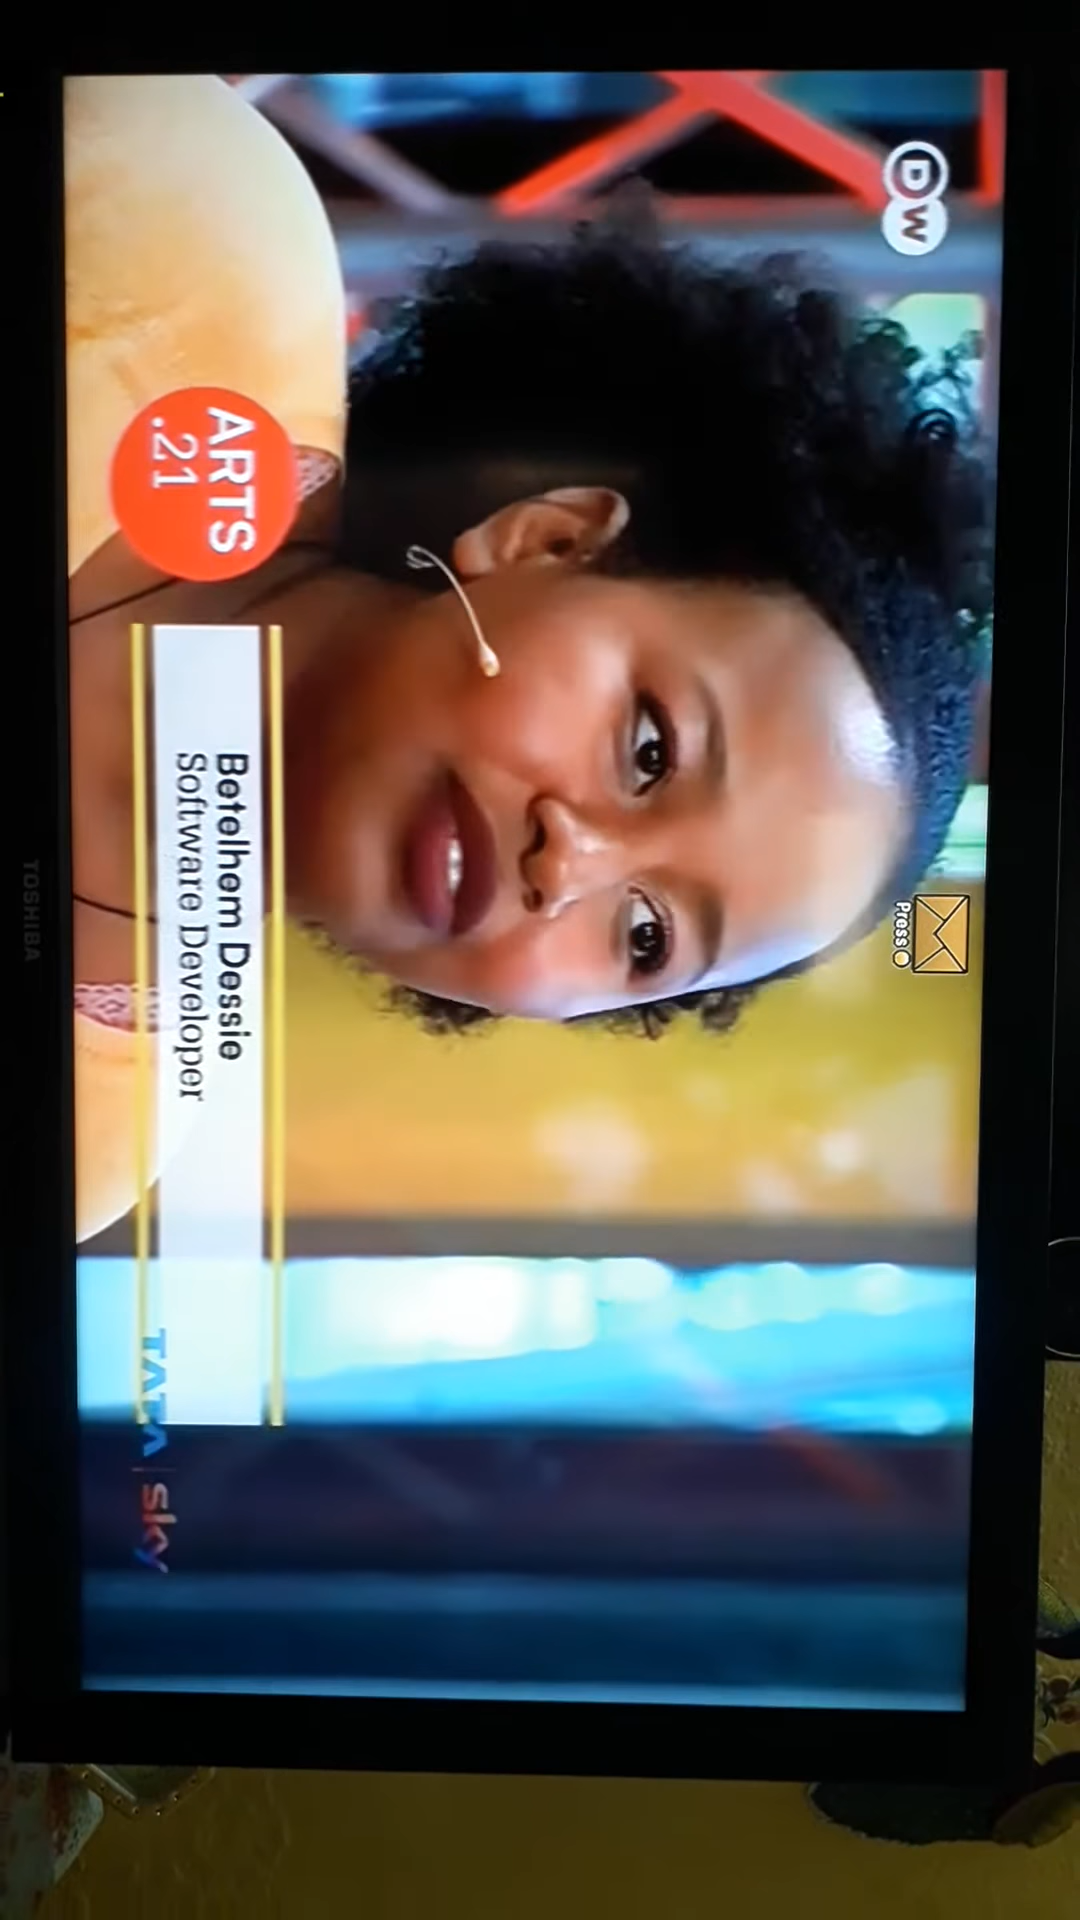 DW
Press
ARTS
.21
Betelhem Dessie
Software Developer
TATA sky
TOSHIBA